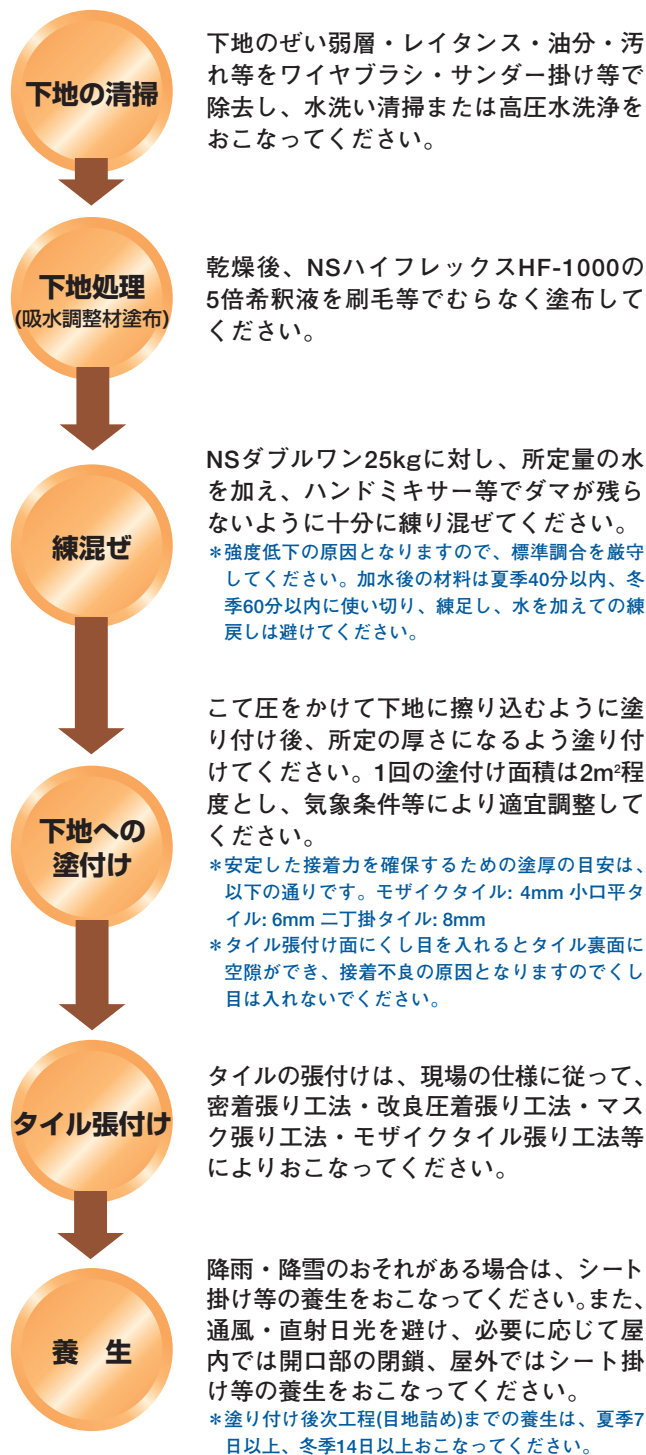 下地の清掃
下地のぜい弱層・レイタンス・油分・汚
れ等をワイヤブラシ・サンダー掛け等で
除去し、水洗い清掃または高圧水洗浄を
おこなってください。
下地処理
(吸水調整材塗布)
乾燥後、NSハイフレックスHF-1000の
5倍希釈液を刷毛等でむらなく塗布して
ください。
練混ぜ
NSダブルワン25kgに対し、所定量の水
を加え、ハンドミキサー等でダマが残ら
ないように十分に練り混ぜてください。
＊強度低下の原因となりますので、標準調合を厳守
してください。加水後の材料は夏季40分以内、冬
季60分以内に使い切り、練足し、水を加えての練
戻しは避けてください。
下地への
塗付け
こて圧をかけて下地に擦り込むように塗
り付け後、所定の厚さになるよう塗り付
けてください。1回の塗付け面積は2m²程
度とし、気象条件等により適宜調整して
ください。
＊安定した接着力を確保するための塗厚の目安は、
以下の通りです。モザイクタイル: 4mm 小口平タ
イル: 6mm 二丁掛タイル: 8mm
＊タイル張付け面にくし目を入れるとタイル裏面に
空隙ができ、接着不良の原因となりますのでくし
目は入れないでください。
タイル張付け
タイルの張付けは、現場の仕様に従って、
密着張り工法・改良圧着張り工法・マス
ク張り工法・モザイクタイル張り工法等
によりおこなってください。
養　生
降雨・降雪のおそれがある場合は、シート
掛け等の養生をおこなってください。また、
通風・直射日光を避け、必要に応じて屋
内では開口部の閉鎖、屋外ではシート掛
け等の養生をおこなってください。
＊塗り付け後次工程(目地詰め)までの養生は、夏季7
日以上、冬季14日以上おこなってください。